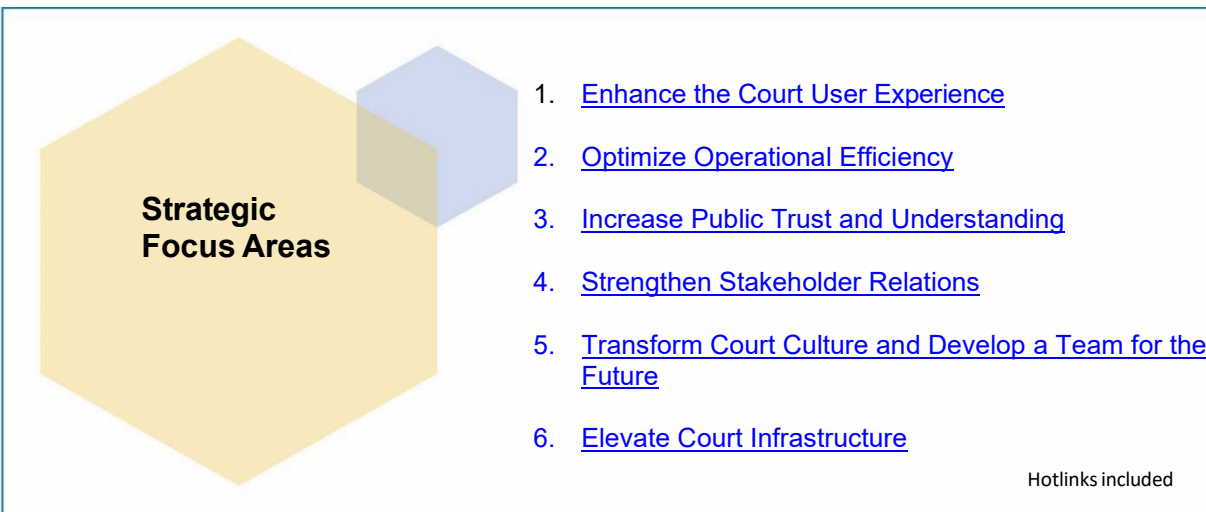 Strategic
Focus Areas
1. Enhance the Court User Experience
2. Optimize Operational Efficiency
3. Increase Public Trust and Understanding
4. Strengthen Stakeholder Relations
5. Transform Court Culture and Develop a Team for the
Future
6. Elevate Court Infrastructure
Hotlinks included